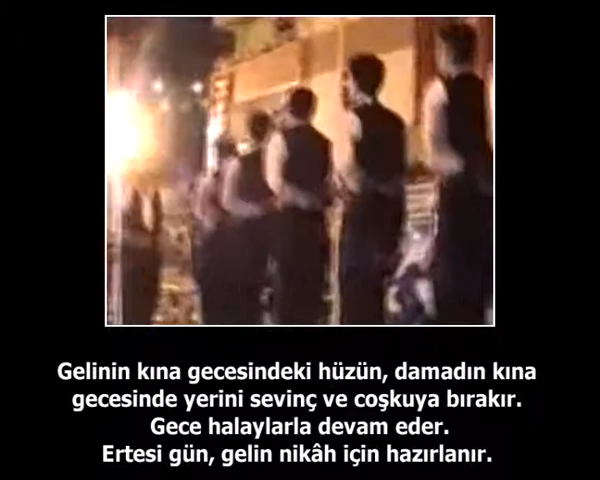 Gelinin kına gecesindeki hüzün, damadın kına
gecesinde yerini sevinç ve coşkuya bırakır.
Gece halaylarla devam eder.
Ertesi gün, gelin nikâh için hazırlanır.